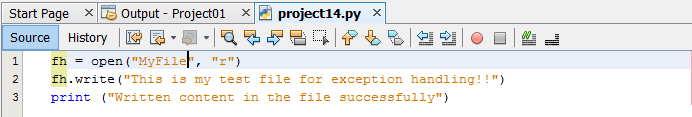 Start Page Output - Project01 project14.py
Source History
1 fh = open("MyFile", "r")
2 fh.write("This is my test file for exception handling!!")
3 print ("Written content in the file successfully")